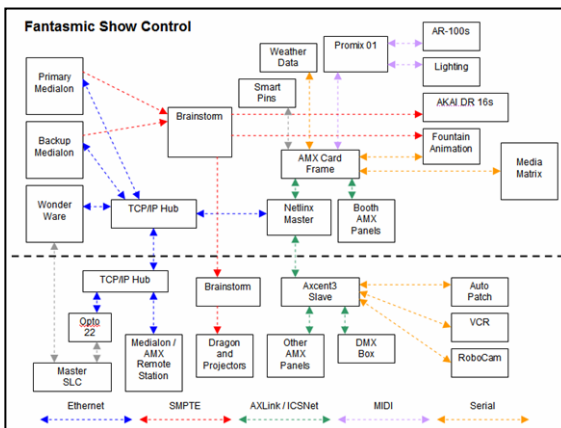 Fantasmic Show Control
Primary
Medialon
Backup
Medialon
Wonder
Ware
TCP/IP Hub
Brainstorm
Weather
Data
Smart
Pins
Promix 01
AR-100s
Lighting
AKAI DR 16s
Fountain
Animation
Media
Matrix
AMX Card
Frame
Netlinx
Master
Booth
AMX
Panels
TCP/IP Hub
Opto
22
Master
SLC
Medialon /
AMX
Remote
Station
Brainstorm
Dragon
and
Projectors
Axcent3
Slave
Other
AMX
Panels
DMX
Box
Auto
Patch
VCR
RoboCam
Ethernet
SMPTE
AXLink / ICSNet
MIDI
Serial